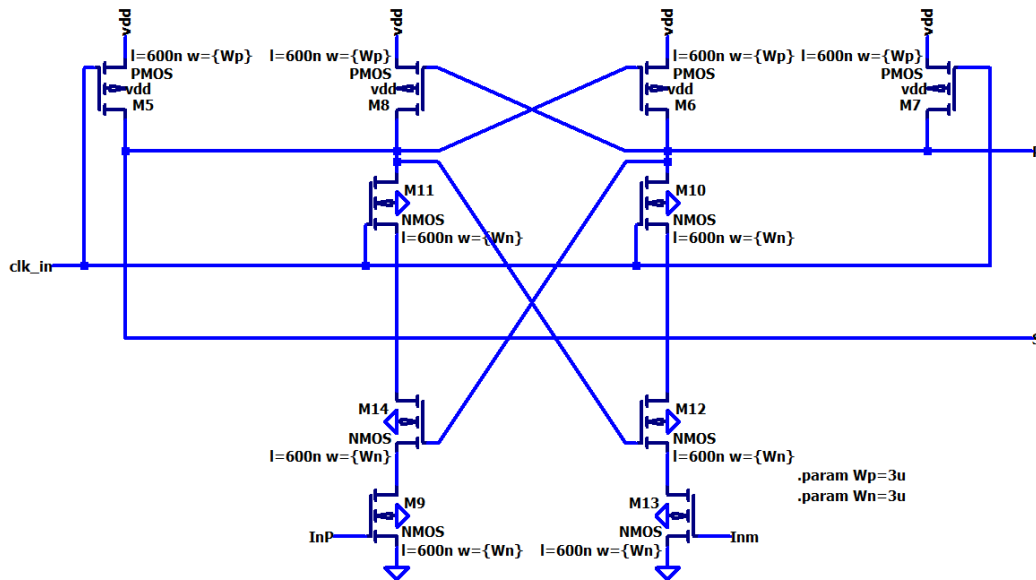 vdd
vdd
vdd
vdd
l=600n w={Wp}
l=600n w={Wp}
l=600n w={Wp}
l=600n w={Wp}
PMOS
vdd
M5
PMOS
vdd
M8
PMOS
vdd
M6
PMOS
vdd
M7
M11
NMOS
l=600n w={Wn}
M10
NMOS
l=600n w={Wn}
clk_in
M14
NMOS
l=600n w={Wn}
M12
NMOS
l=600n w={Wn}
.param Wp=3u
.param Wn=3u
M9
InP
NMOS
l=600n w={Wn}
M13
Inm
NMOS
l=600n w={Wn}